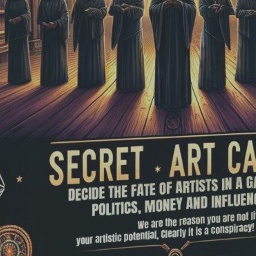 SECRET ART CA
DECIDE THE FATE OF ARTISTS IN A GA
POLITICS, MONEY AND INFLUENC
We are the reason you are not li
your artistic potential, Clearly it is a conspiracy!